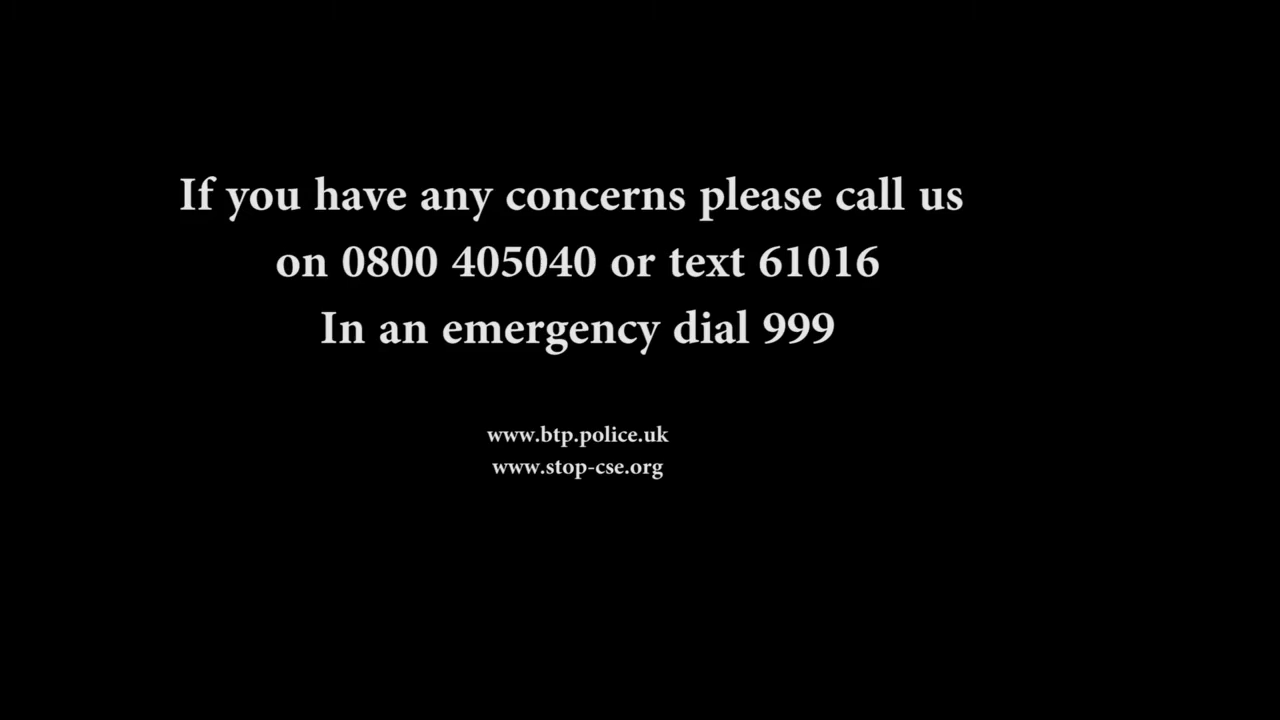 If you have any concerns please call us
on 0800 405040 or text 61016
In an emergency dial 999
www.btp.police.uk
www.stop-cse.org